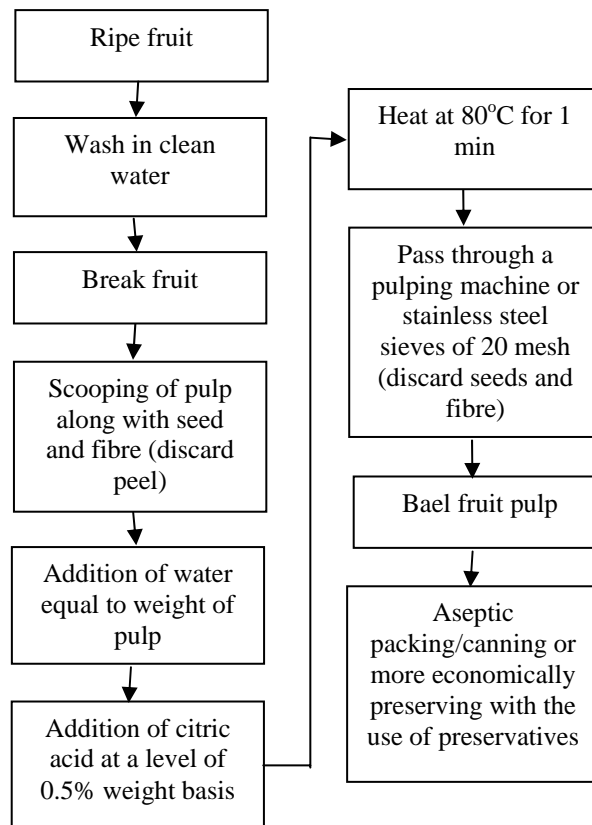 Ripe fruit
Wash in clean
water
Break fruit
Scooping of pulp
along with seed
and fibre (discard
peel)
Addition of water
equal to weight of
pulp
Addition of citric
acid at a level of
0.5% weight basis
Heat at 80°C for 1
min
Pass through a
pulping machine or
stainless steel
sieves of 20 mesh
(discard seeds and
fibre)
Bael fruit pulp
Aseptic
packing/canning or
more economically
preserving with the
use of preservatives